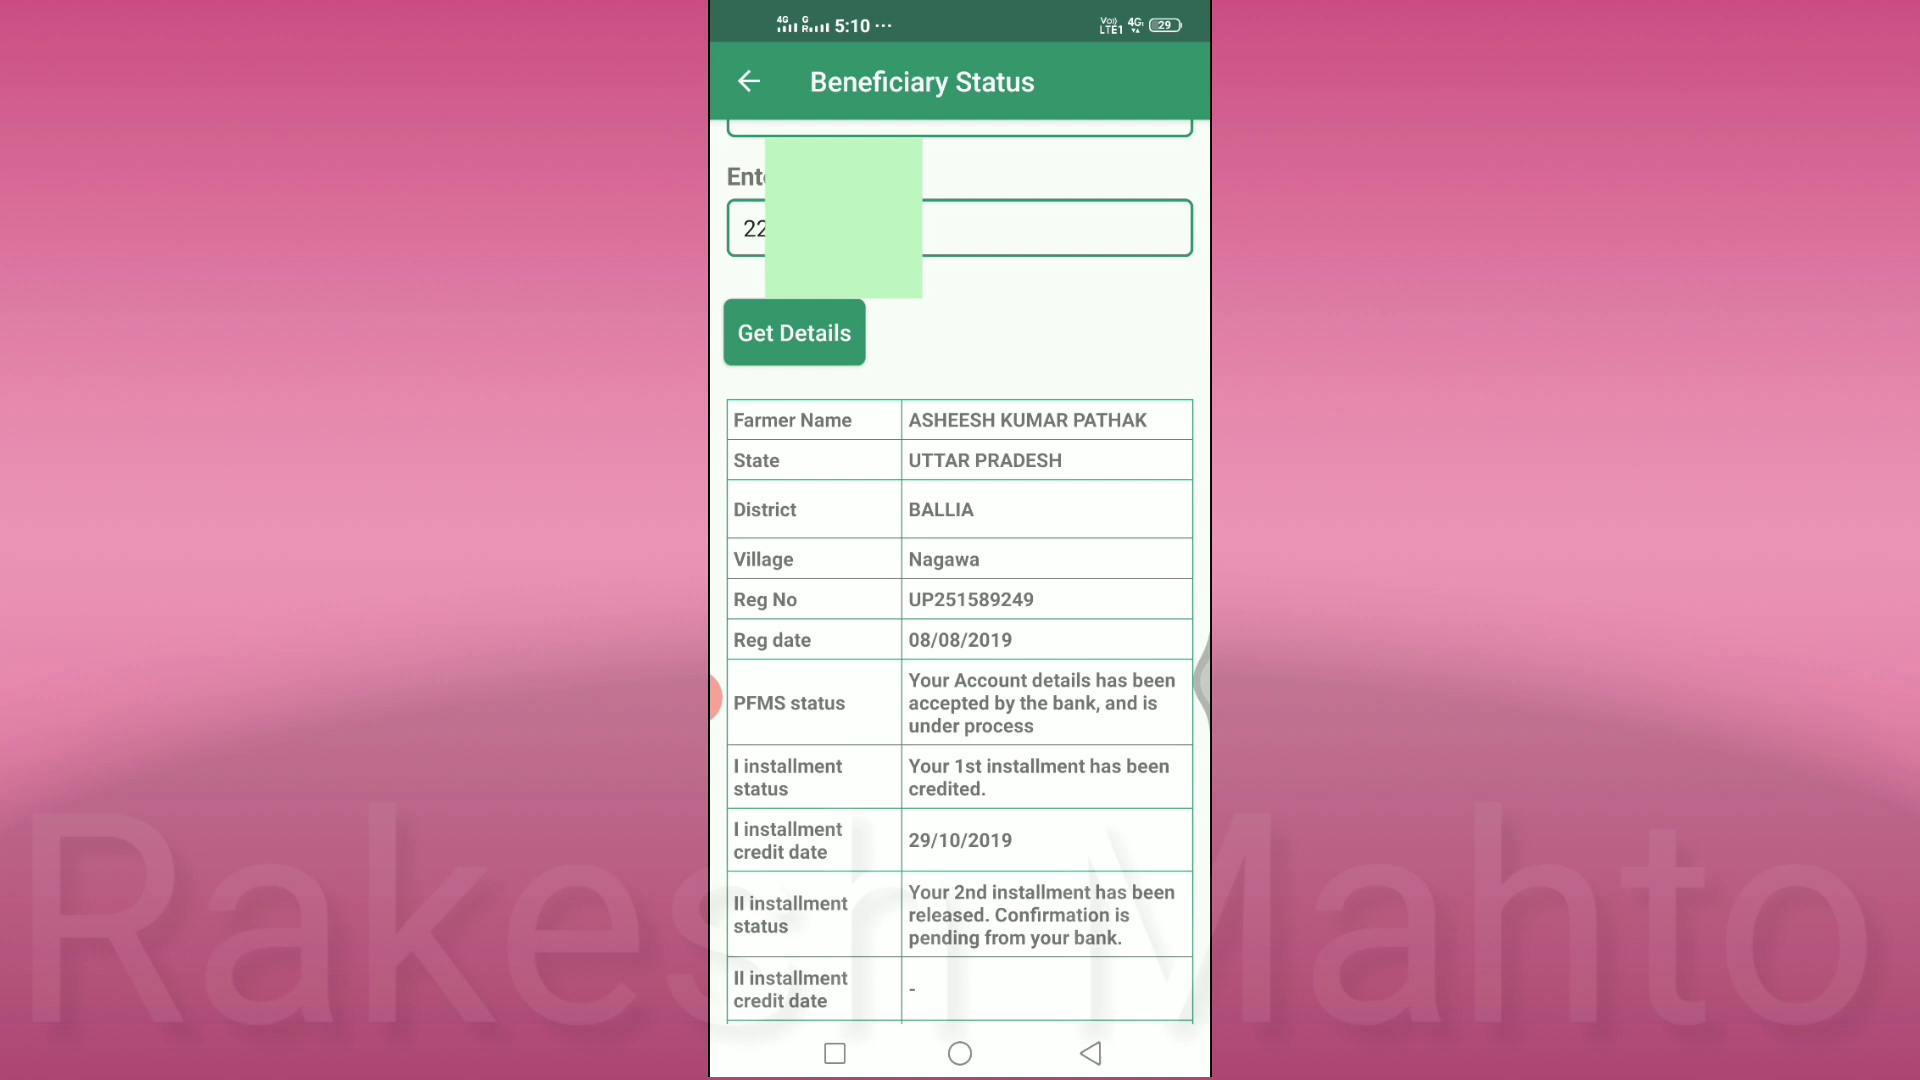 4G G R 5:10 ...
Vo)) LTE1 4G 29
Beneficiary Status
Ent
22
Get Details
Farmer Name ASHEESH KUMAR PATHAK
State UTTAR PRADESH
District BALLIA
Village Nagawa
Reg No UP251589249
Reg date 08/08/2019
PFMS status
Your Account details has been
accepted by the bank, and is
under process
I installment
status
Your 1st installment has been
credited.
I installment
credit date
29/10/2019
II installment
status
Your 2nd installment has been
released. Confirmation is
pending from your bank.
II installment
credit date
-
Rakesh Mahto